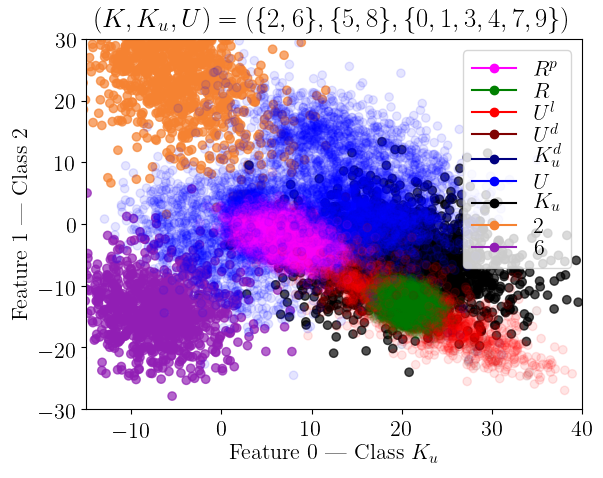 (K, K_u, U) = ({2, 6}, {5, 8}, {0, 1, 3, 4, 7, 9})
30
20
10
0
−10
−20
−30
Feature 1 — Class 2
−10
0
10
20
30
40
Feature 0 — Class K_u
R^p
R
U^l
U^d
K_u^d
U
K_u
2
6